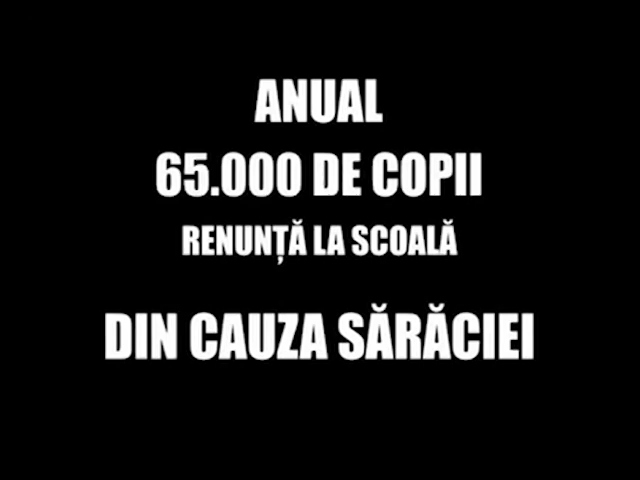 ANUAL
65.000 DE COPII
RENUNȚĂ LA SCOALĂ
DIN CAUZA SĂRĂCIEI